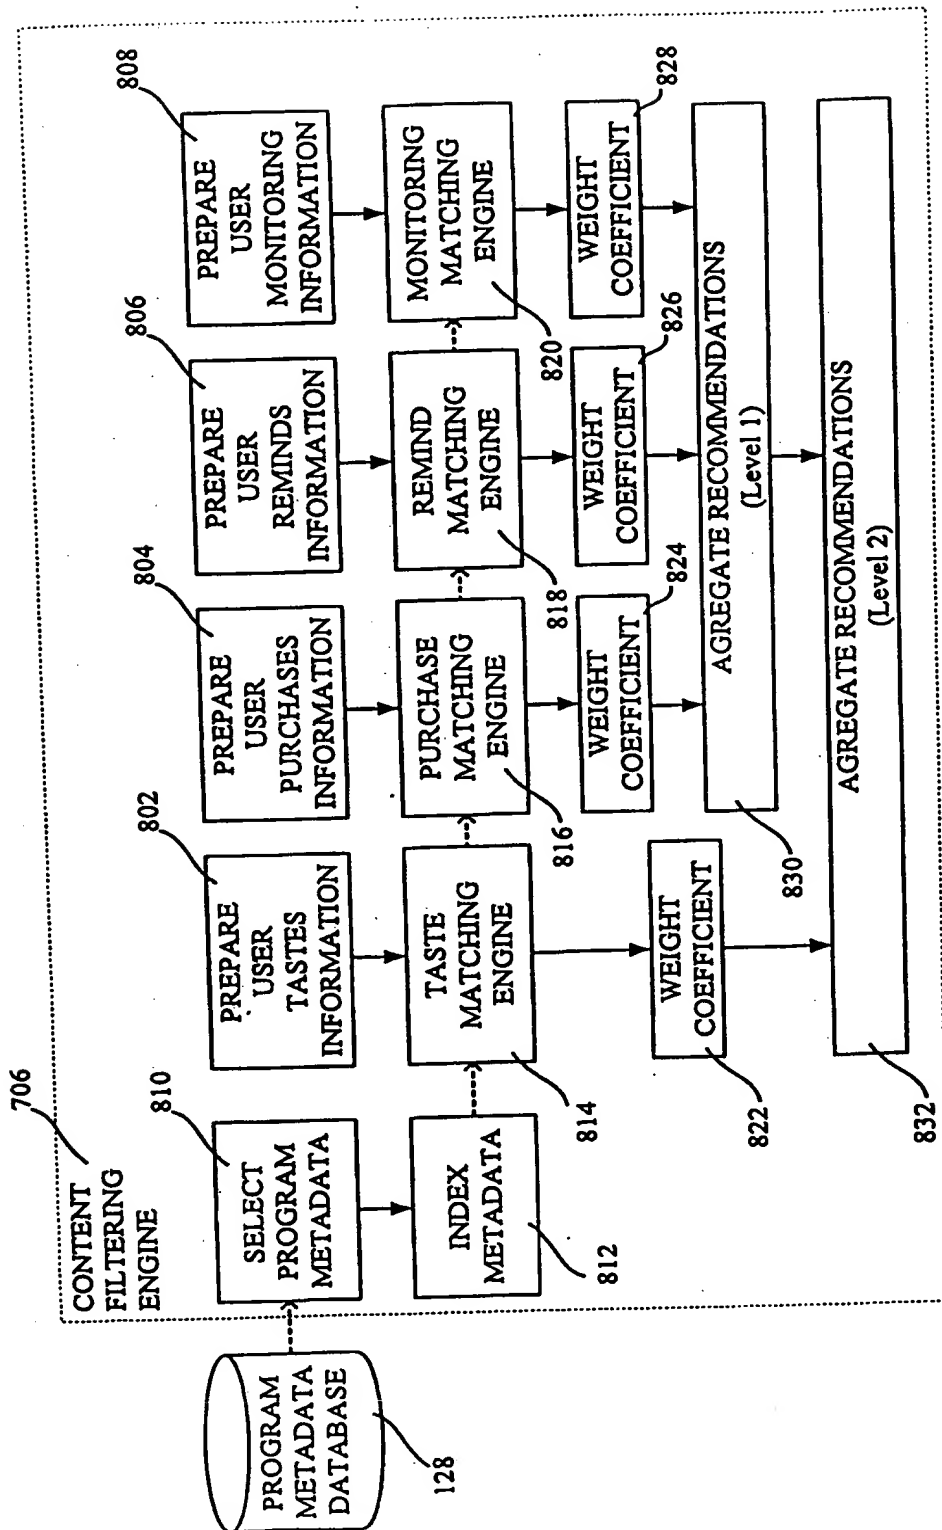 706
CONTENT
FILTERING
ENGINE
PROGRAM
METADATA
DATABASE
128
810
SELECT
PROGRAM
METADATA
INDEX
METADATA
812
802
PREPARE
USER
TASTES
INFORMATION
TASTE
MATCHING
ENGINE
814
WEIGHT
COEFFICIENT
822
804
PREPARE
USER
PURCHASES
INFORMATION
PURCHASE
MATCHING
ENGINE
816
WEIGHT
COEFFICIENT
824
806
PREPARE
USER
REMINDS
INFORMATION
REMIND
MATCHING
ENGINE
818
WEIGHT
COEFFICIENT
826
808
PREPARE
USER
MONITORING
INFORMATION
MONITORING
MATCHING
ENGINE
820
WEIGHT
COEFFICIENT
828
AGREGATE RECOMMENDATIONS
(Level 1)
830
AGREGATE RECOMMENDATIONS
(Level 2)
832